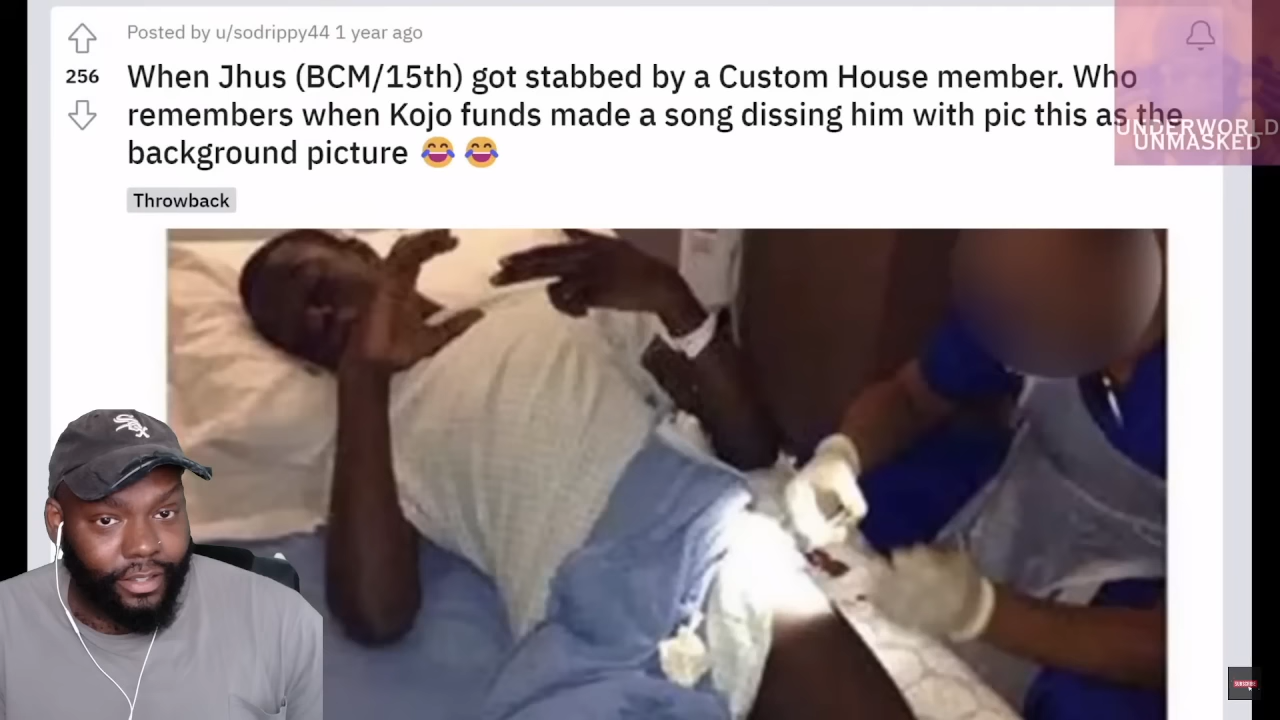 Posted by u/sodrippy44 1 year ago
256
When Jhus (BCM/15th) got stabbed by a Custom House member. Who
remembers when Kojo funds made a song dissing him with pic this as the
background picture 😂 😂
Throwback
UNDERWORLD
UNMASKED
SUBSCRIBE